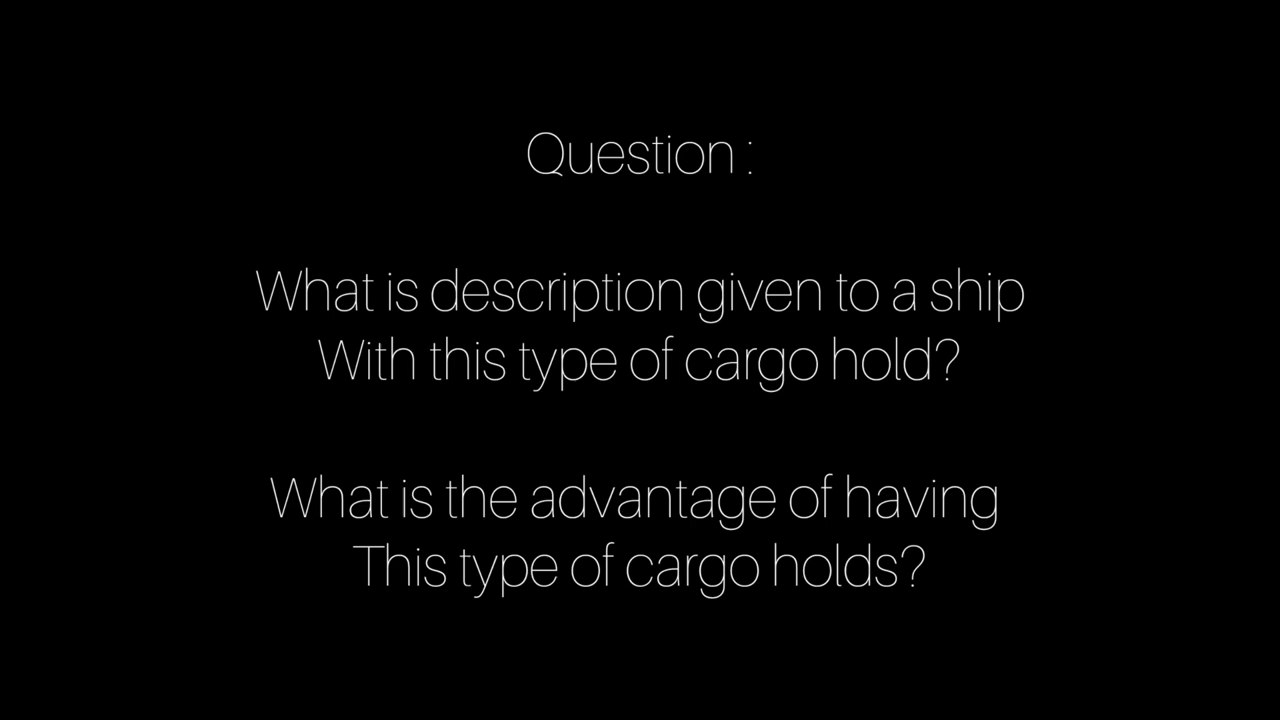 Question :
What is description given to a ship
With this type of cargo hold?
What is the advantage of having
This type of cargo holds?